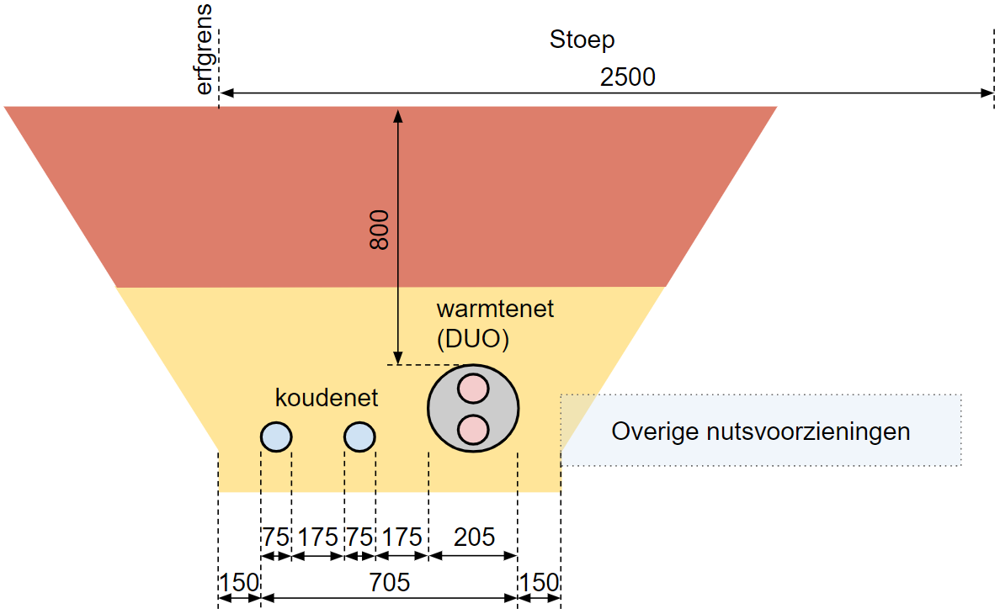 erfgrens
Stoep
2500
800
warmtenet
(DUO)
koudenet
Overige nutsvoorzieningen
75 175 75 175 205
150 705 150